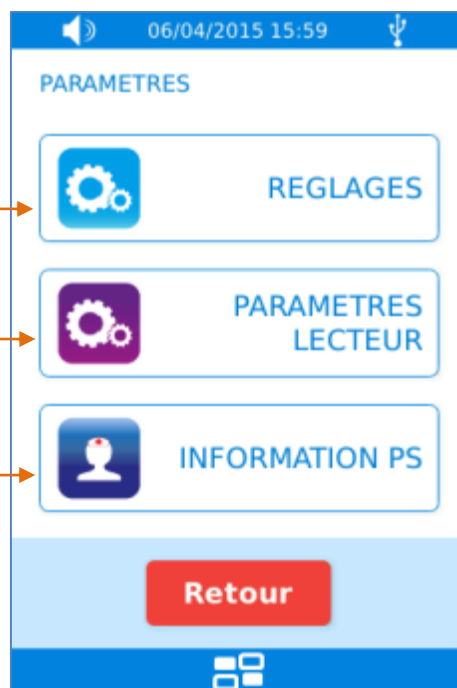 06/04/2015 15:59
PARAMETRES
REGLAGES
PARAMETRES
LECTEUR
INFORMATION PS
Retour